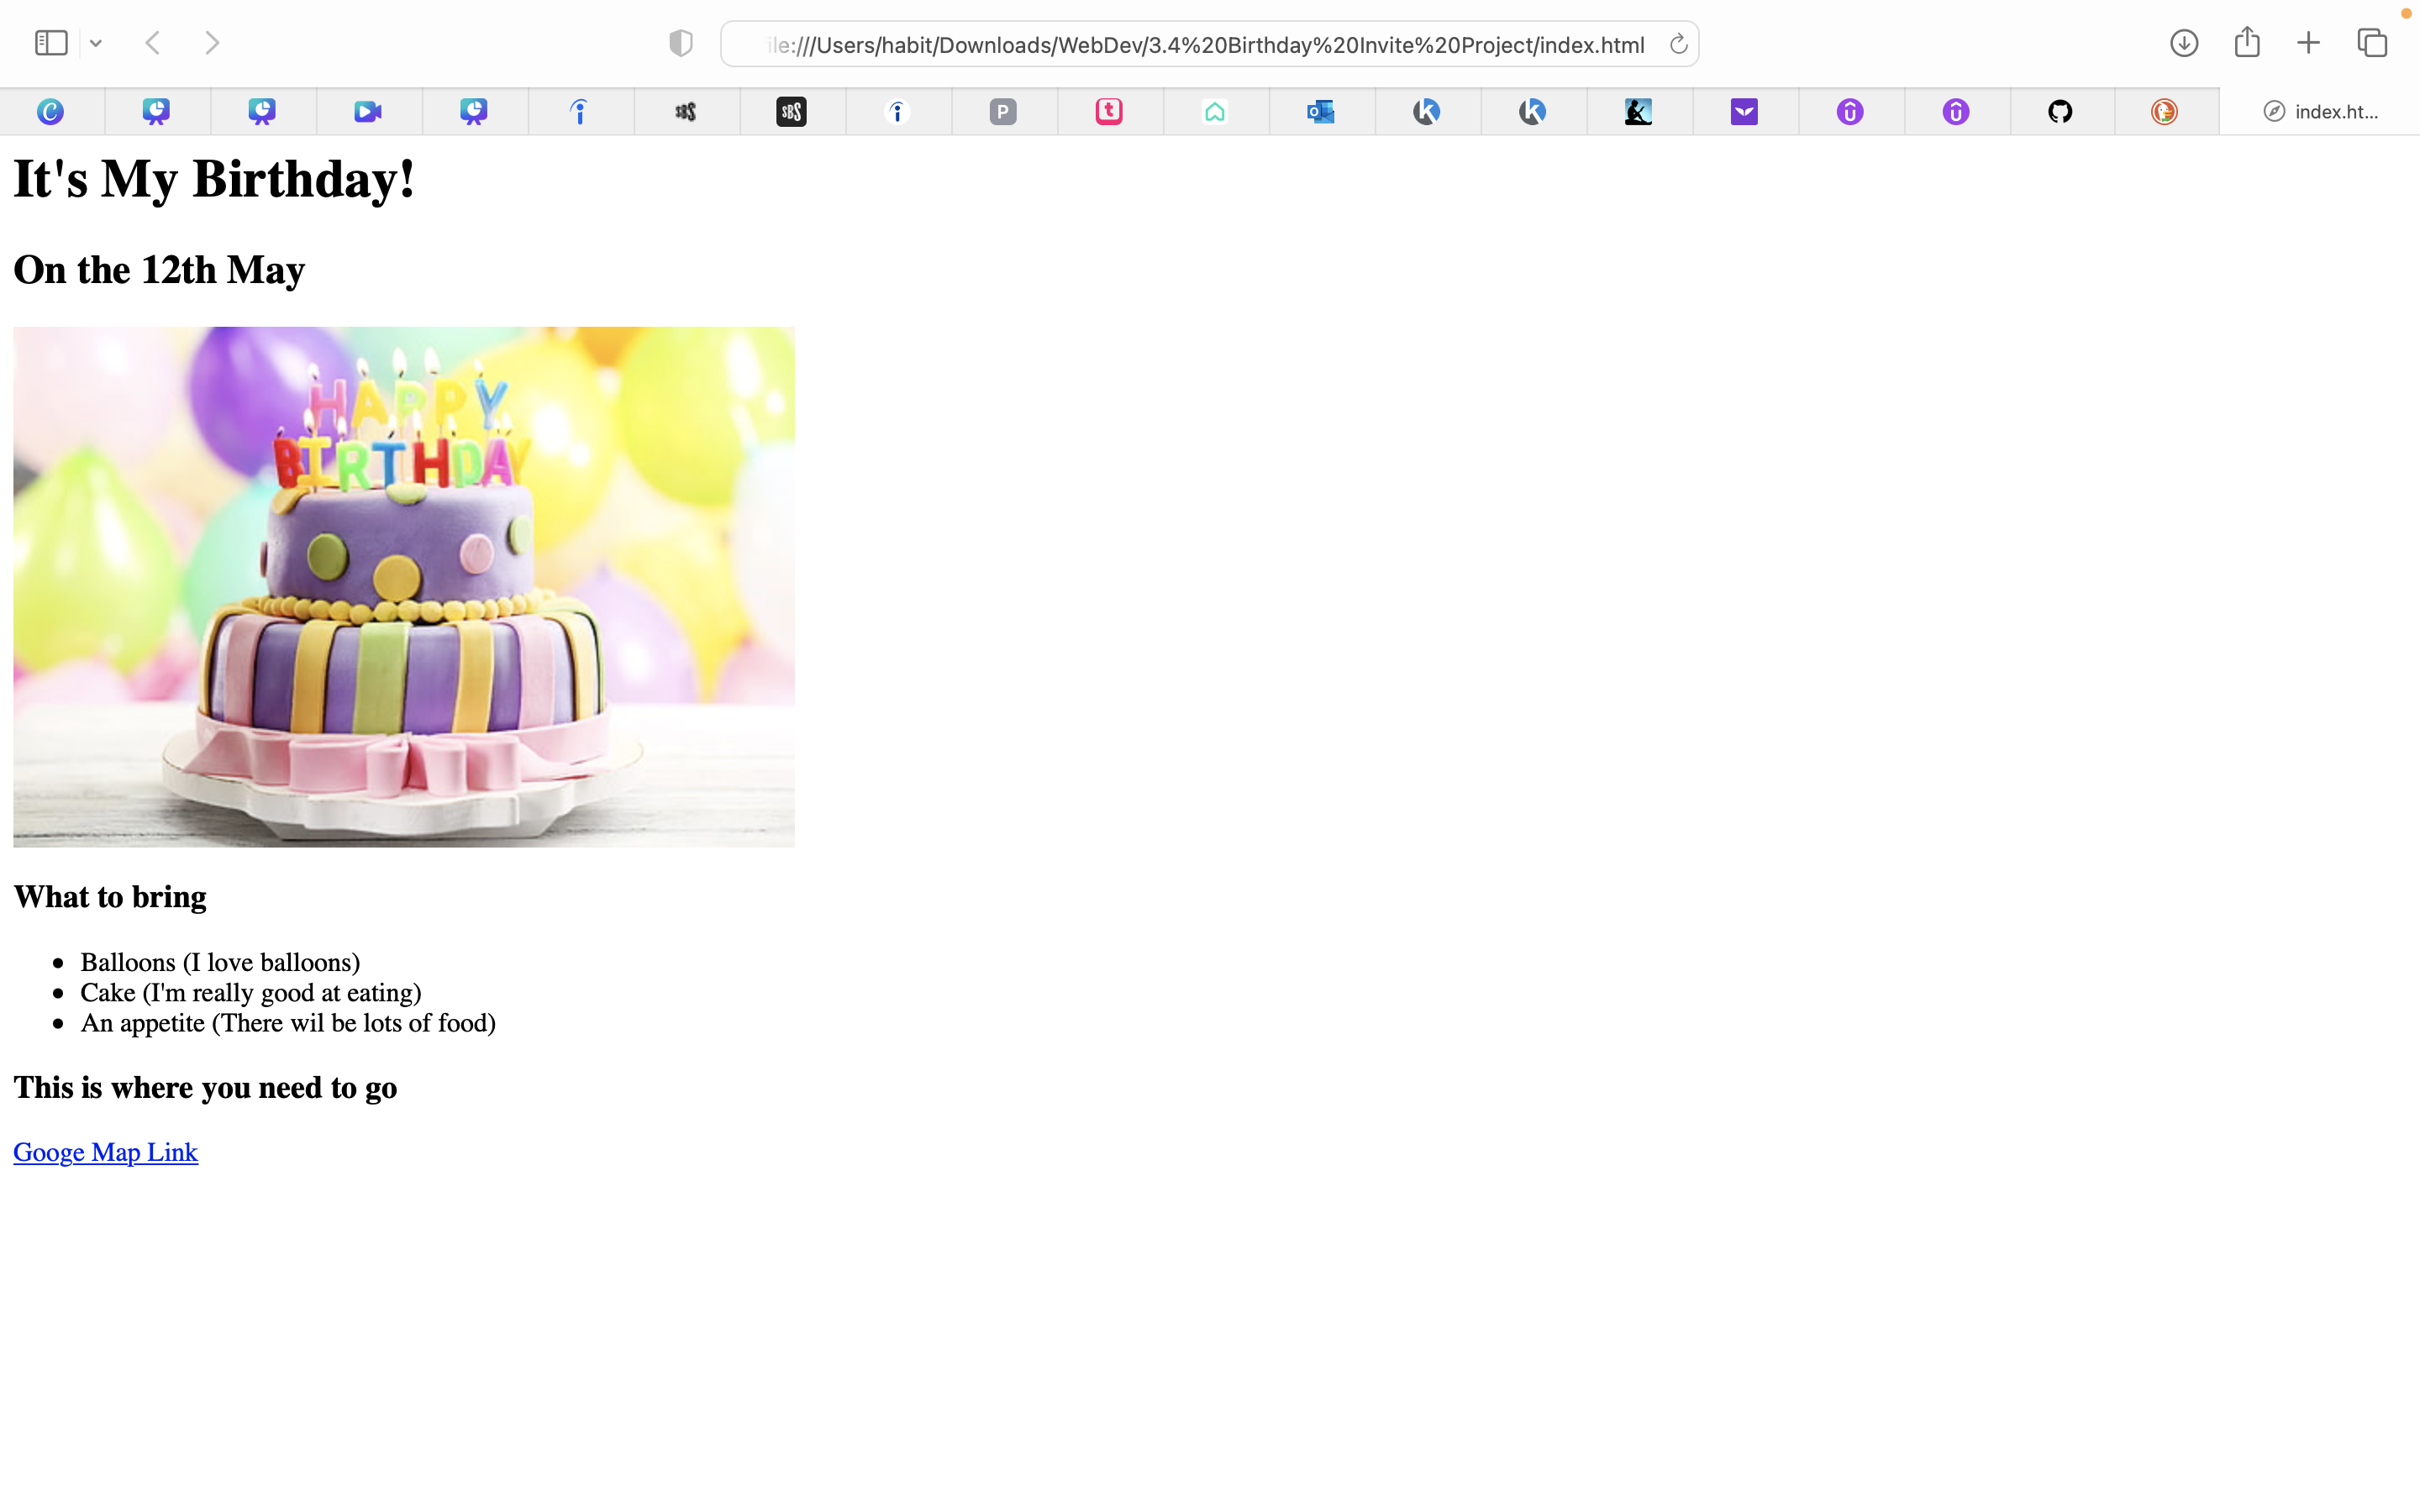 ile:///Users/habit/Downloads/WebDev/3.4%20Birthday%20Invite%20Project/index.html
C
SBS
SBS
P
t
O
K
K
index.ht...
It's My Birthday!
On the 12th May
HAPPY
BIRTHDAY
What to bring
Balloons (I love balloons)
Cake (I'm really good at eating)
An appetite (There wil be lots of food)
This is where you need to go
Googe Map Link